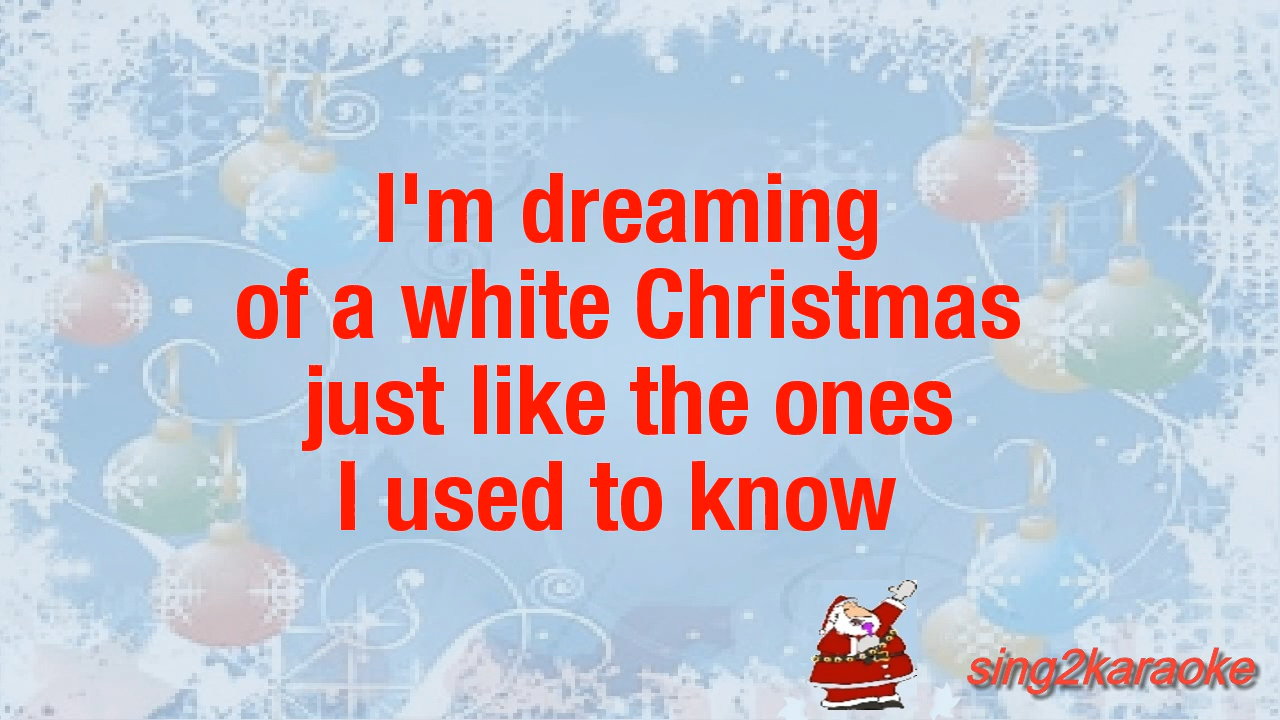 I'm dreaming
of a white Christmas
just like the ones
I used to know
sing2karaoke